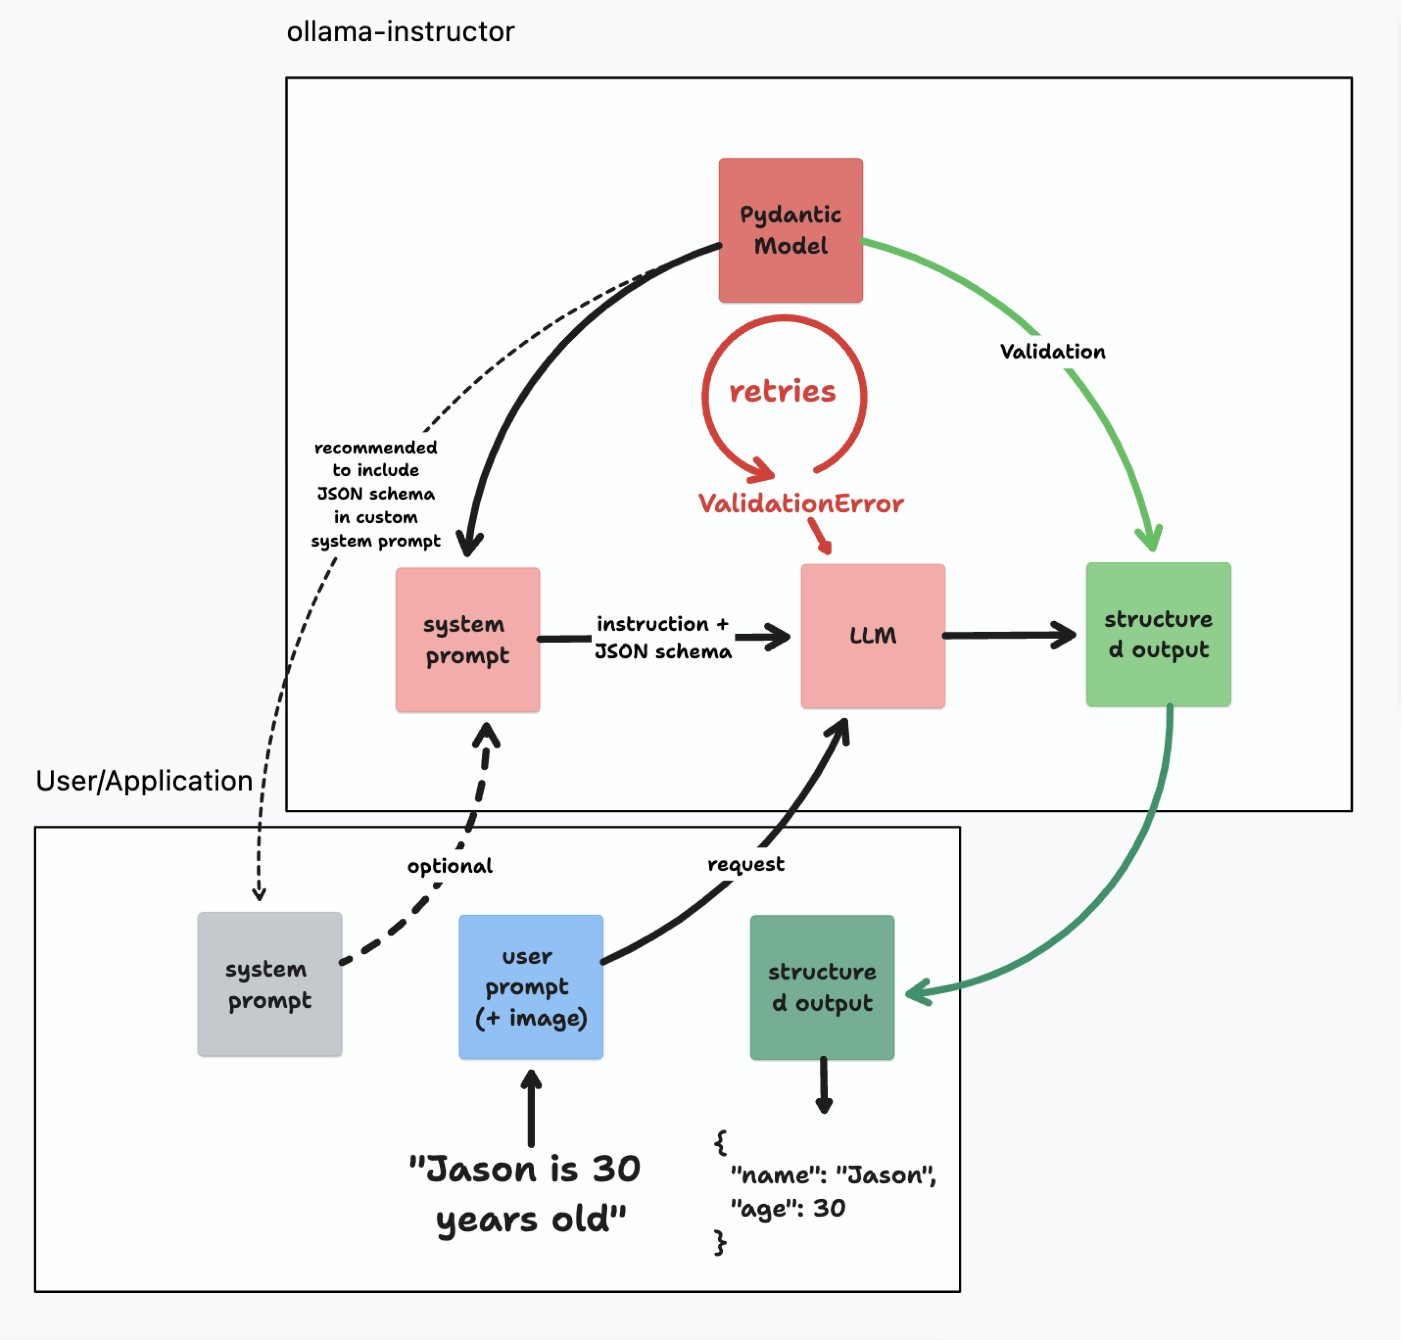 ollama-instructor
Pydantic
Model
Validation
retries
recommended
to include
JSON schema
in custom
system prompt
ValidationError
system
prompt
instruction +
JSON schema
LLM
structure
d output
User/Application
optional
request
system
prompt
user
prompt
(+ image)
structure
d output
"Jason is 30
years old"
{
"name": "Jason",
"age": 30
}